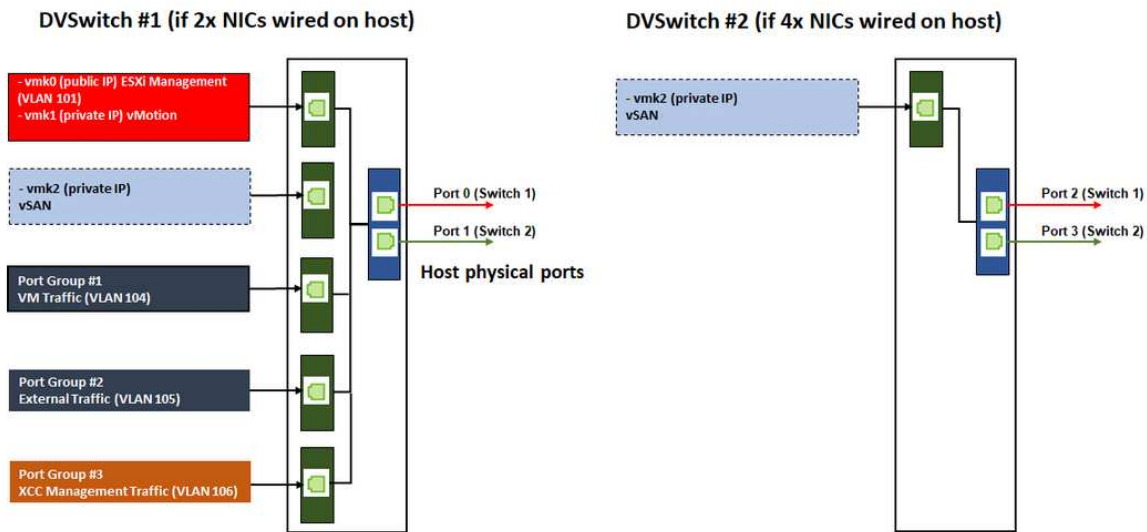 DVSwitch #1 (if 2x NICs wired on host)
- vmk0 (public IP) ESXi Management
(VLAN 101)
- vmk1 (private IP) vMotion
- vmk2 (private IP)
vSAN
Port Group #1
VM Traffic (VLAN 104)
Port Group #2
External Traffic (VLAN 105)
Port Group #3
XCC Management Traffic (VLAN 106)
Port 0 (Switch 1)
Port 1 (Switch 2)
Host physical ports
DVSwitch #2 (if 4x NICs wired on host)
- vmk2 (private IP)
vSAN
Port 2 (Switch 1)
Port 3 (Switch 2)